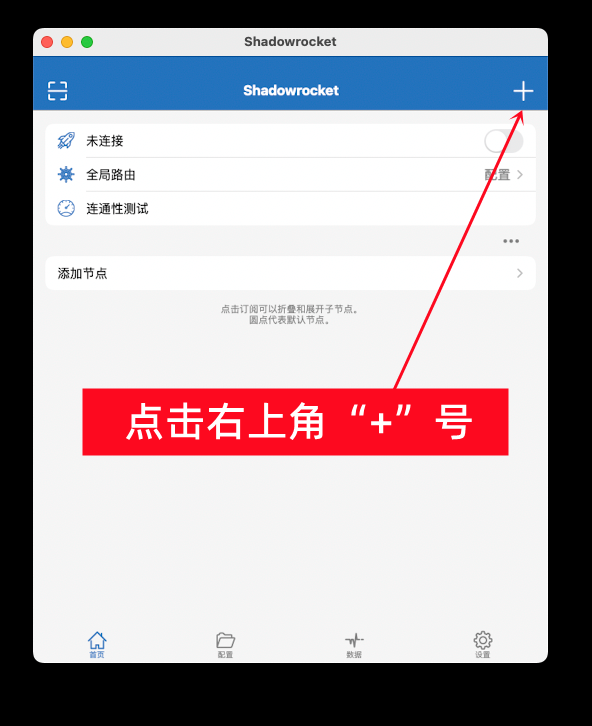 Shadowrocket
Shadowrocket
未连接
全局路由
配置
连通性测试
添加节点
点击订阅可以折叠和展开子节点。
圆点代表默认节点。
点击右上角“+”号
首页
配置
数据
设置